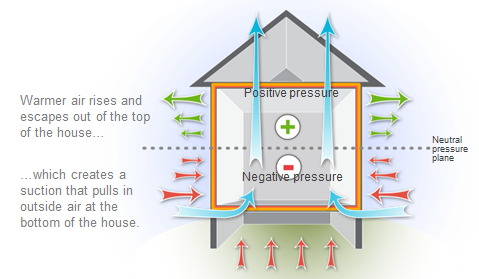 Positive pressure
Warmer air rises and
escapes out of the top
of the house...
+
Neutral
pressure
plane
-
Negative pressure
...which creates a
suction that pulls in
outside air at the
bottom of the house.